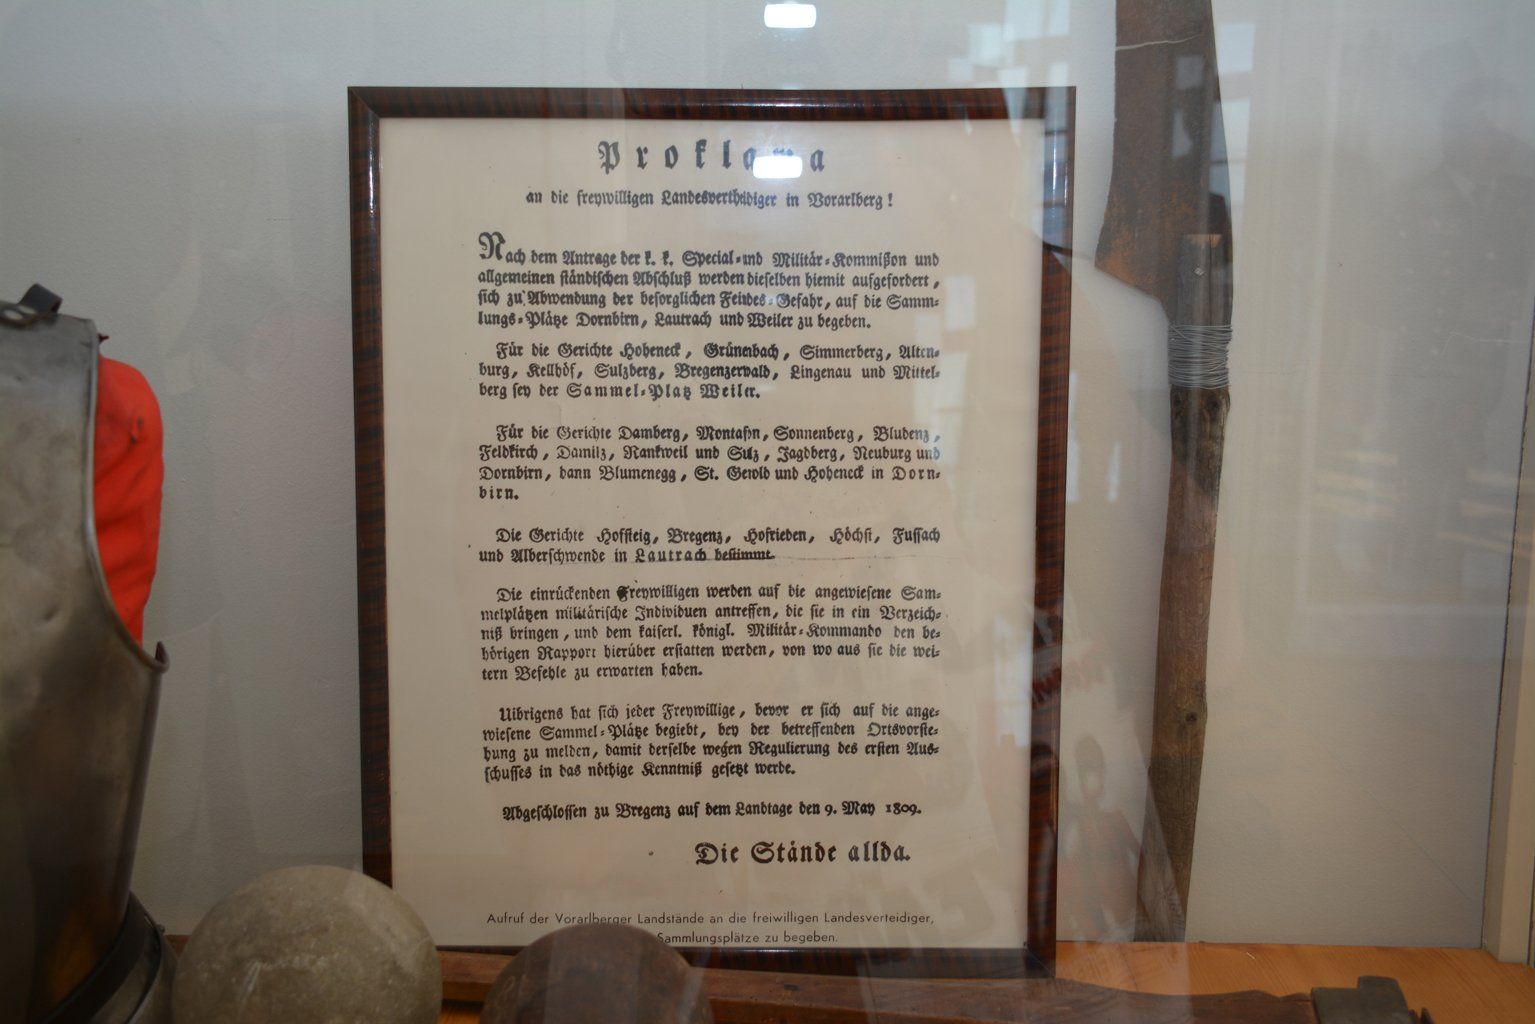 Proklama
an die freywilligen Landesverthädiger in Vorarlberg!
Nach dem Antrage der k. k. Special-und Militär-Kommißon und
allgemeinen ständischen Abschluß werden dieselben hiemit aufgefordert,
sich zu Abwendung der besorglichen Feindes-Gefahr, auf die Samm-
lungs-Plätze Dornbirn, Lautrach und Weiler zu begeben.
Für die Gerichte Hoheneck, Grünenbach, Simmerberg, Alten-
burg, Kellhöf, Sulzberg, Bregenzerwald, Lingenau und Mittel-
berg sey der Sammel-Platz Weiler.
Für die Gerichte Damberg, Montafon, Sonnenberg, Bludenz,
Feldkirch, Damilz, Rankweil und Sulz, Jagdberg, Neuburg und
Dornbirn, dann Blumenegg, St. Gerold und Hoheneck in Dorn-
birn.
Die Gerichte Hofsteig, Bregenz, Hofrieden, Höchst, Fussach
und Alberschwende in Lautrach bestimmt.
Die einrückenden Freywilligen werden auf die angewiesene Sam-
melplätzen militärische Individuen antreffen, die sie in ein Verzeich-
niß bringen, und dem kaiserl. königl. Militär-Kommando den be-
hörigen Rapport hierüber erstatten werden, von wo aus sie die wei-
tern Befehle zu erwarten haben.
Uibrigens hat sich jeder Freywillige, bevor er sich auf die ange-
wiesene Sammel-Plätze begiebt, bey der betreffenden Ortsvorste-
hung zu melden, damit derselbe wegen Regulierung des ersten Aus-
schusses in das nöthige Kenntniß gesetzt werde.
Abgeschlossen zu Bregenz auf dem Landtage den 9. May 1809.
Die Stände allda.
Aufruf der Vorarlberger Landstände an die freiwilligen Landesverteidiger,
Sammlungsplätze zu begeben.